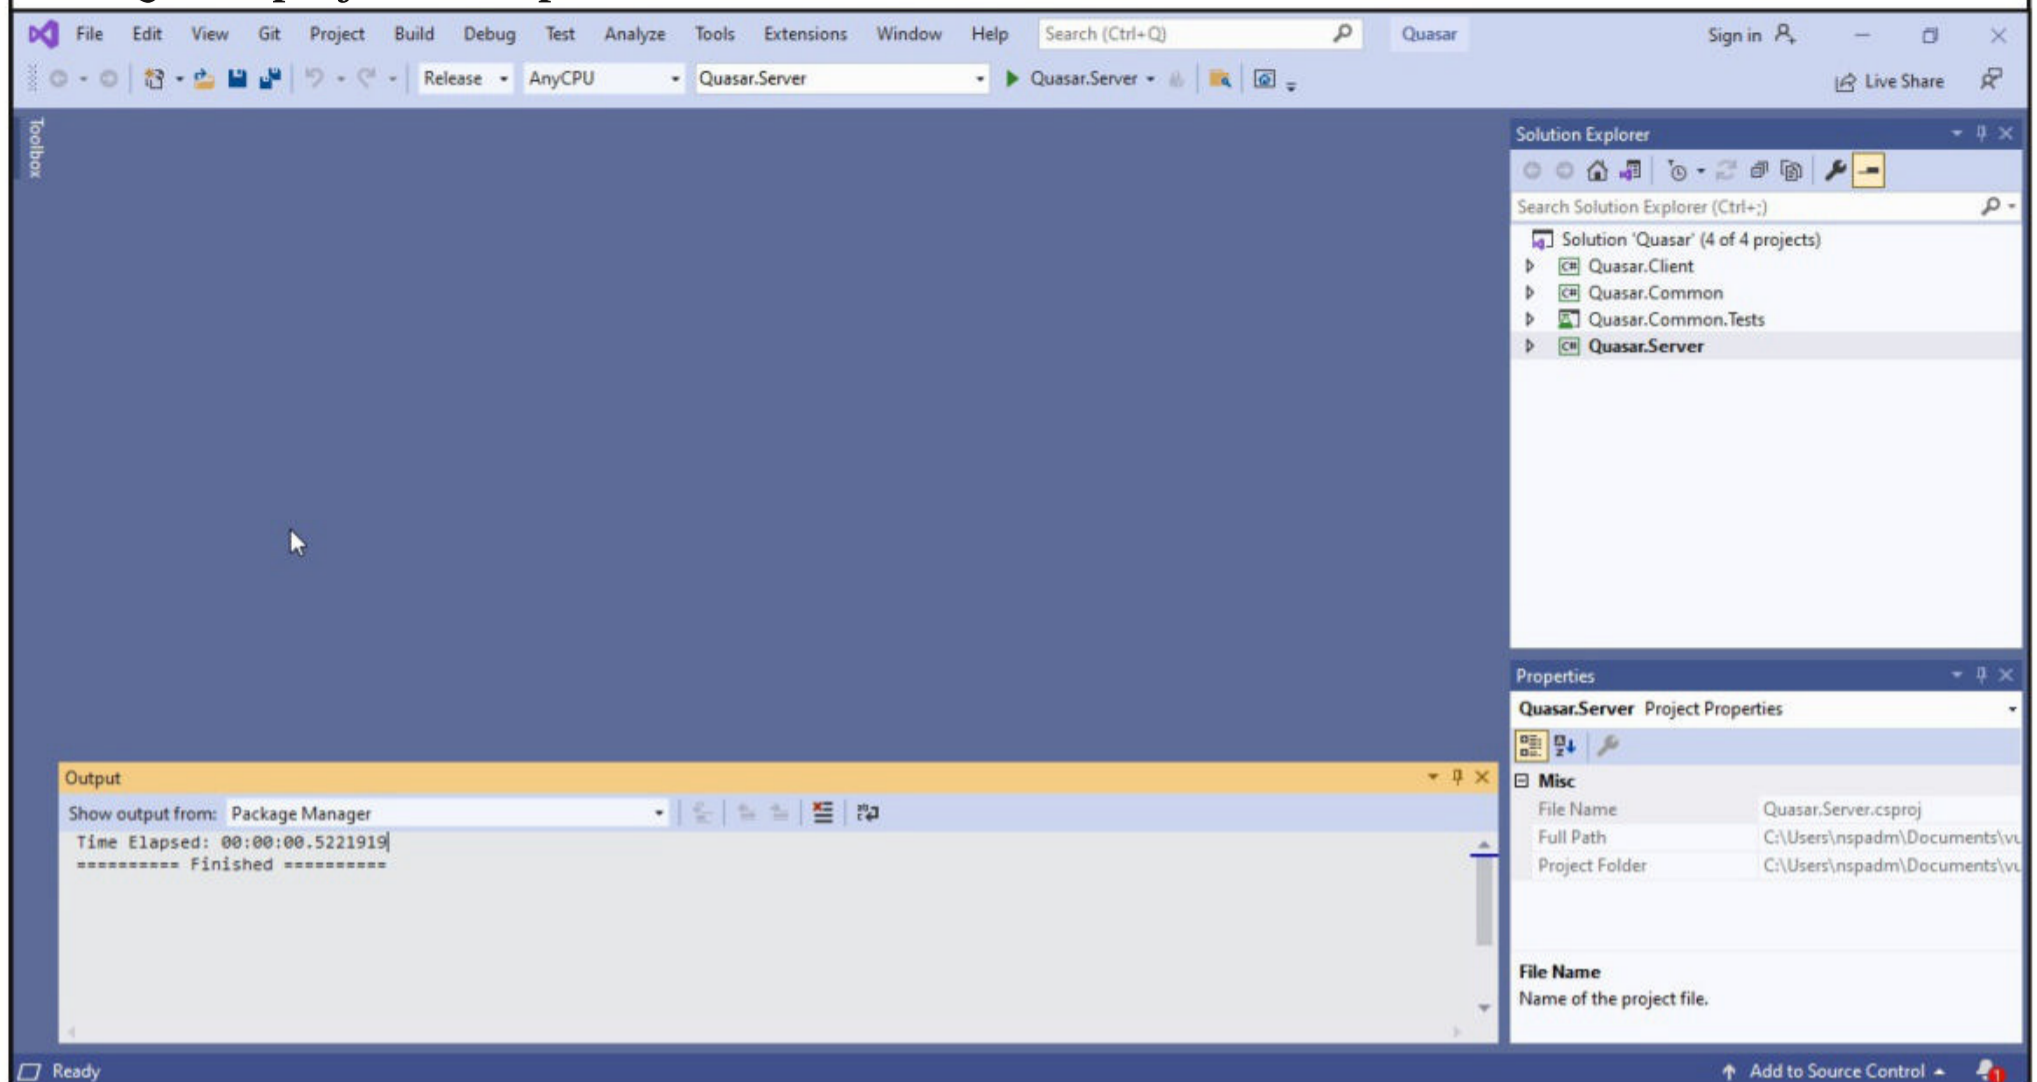 File Edit View Git Project Build Debug Test Analyze Tools Extensions Window Help Search (Ctrl+Q) Quasar Sign in
Release AnyCPU Quasar.Server Quasar.Server Live Share
Toolbox
Solution Explorer
Search Solution Explorer (Ctrl+;)
Solution 'Quasar' (4 of 4 projects)
C# Quasar.Client
C# Quasar.Common
Quasar.Common.Tests
C# Quasar.Server
Properties
Quasar.Server Project Properties
Misc
File Name Quasar.Server.csproj
Full Path C:\Users\nspadm\Documents\vu
Project Folder C:\Users\nspadm\Documents\vu
File Name
Name of the project file.
Output
Show output from: Package Manager
Time Elapsed: 00:00:00.5221919
========== Finished ==========
Ready Add to Source Control 1